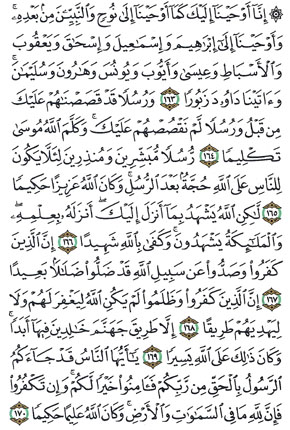 ۞ إِنَّآ أَوْحَيْنَآ إِلَيْكَ كَمَآ أَوْحَيْنَآ إِلَىٰ نُوحٍ وَٱلنَّبِيِّـۧنَ مِنۢ بَعْدِهِۦۚ
وَأَوْحَيْنَآ إِلَىٰٓ إِبْرَٰهِيمَ وَإِسْمَٰعِيلَ وَإِسْحَٰقَ وَيَعْقُوبَ
وَٱلْأَسْبَاطِ وَعِيسَىٰ وَأَيُّوبَ وَيُونُسَ وَهَٰرُونَ وَسُلَيْمَٰنَۚ
وَءَاتَيْنَا دَاوُۥدَ زَبُورًا ١٦٣ وَرُسُلًا قَدْ قَصَصْنَٰهُمْ عَلَيْكَ
مِن قَبْلُ وَرُسُلًا لَّمْ نَقْصُصْهُمْ عَلَيْكَۚ وَكَلَّمَ ٱللَّهُ مُوسَىٰ
تَكْلِيمًا ١٦٤ رُّسُلًا مُّبَشِّرِينَ وَمُنذِرِينَ لِئَلَّا يَكُونَ
لِلنَّاسِ عَلَى ٱللَّهِ حُجَّةٌۢ بَعْدَ ٱلرُّسُلِۚ وَكَانَ ٱللَّهُ عَزِيزًا حَكِيمًا
١٦٥ لَّٰكِنِ ٱللَّهُ يَشْهَدُ بِمَآ أَنزَلَ إِلَيْكَۖ أَنزَلَهُۥ بِعِلْمِهِۦۖ
وَٱلْمَلَٰٓئِكَةُ يَشْهَدُونَۚ وَكَفَىٰ بِٱللَّهِ شَهِيدًا ١٦٦ إِنَّ ٱلَّذِينَ
كَفَرُوا۟ وَصَدُّوا۟ عَن سَبِيلِ ٱللَّهِ قَدْ ضَلُّوا۟ ضَلَٰلًۢا بَعِيدًا
١٦٧ إِنَّ ٱلَّذِينَ كَفَرُوا۟ وَظَلَمُوا۟ لَمْ يَكُنِ ٱللَّهُ لِيَغْفِرَ لَهُمْ وَلَا
لِيَهْدِيَهُمْ طَرِيقًا ١٦٨ إِلَّا طَرِيقَ جَهَنَّمَ خَٰلِدِينَ فِيهَآ أَبَدًاۚ
وَكَانَ ذَٰلِكَ عَلَى ٱللَّهِ يَسِيرًا ١٦٩ يَٰٓأَيُّهَا ٱلنَّاسُ قَدْ جَآءَكُمُ
ٱلرَّسُولُ بِٱلْحَقِّ مِن رَّبِّكُمْ فَـَٔامِنُوا۟ خَيْرًا لَّكُمْۚ وَإِن تَكْفُرُوا۟
فَإِنَّ لِلَّهِ مَا فِى ٱلسَّمَٰوَٰتِ وَٱلْأَرْضِۚ وَكَانَ ٱللَّهُ عَلِيمًا حَكِيمًا ١٧٠